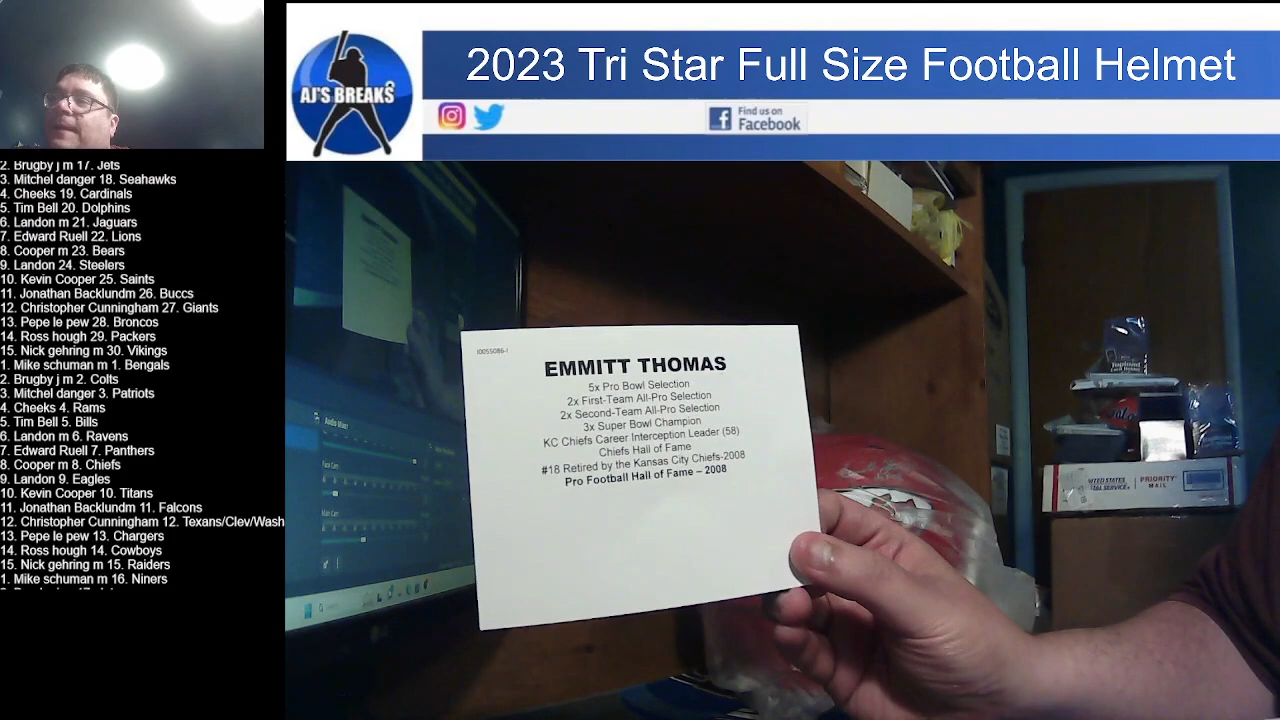 2023 Tri Star Full Size Football Helmet
AJ'S BREAKS
Find us on
Facebook
2. Brugby j m 17. Jets
3. Mitchel danger 18. Seahawks
4. Cheeks 19. Cardinals
5. Tim Bell 20. Dolphins
6. Landon m 21. Jaguars
7. Edward Ruell 22. Lions
8. Cooper m 23. Bears
9. Landon 24. Steelers
10. Kevin Cooper 25. Saints
11. Jonathan Backlundm 26. Buccs
12. Christopher Cunningham 27. Giants
13. Pepe le pew 28. Broncos
14. Ross hough 29. Packers
15. Nick gehring m 30. Vikings
1. Mike schuman m 1. Bengals
2. Brugby j m 2. Colts
3. Mitchel danger 3. Patriots
4. Cheeks 4. Rams
5. Tim Bell 5. Bills
6. Landon m 6. Ravens
7. Edward Ruell 7. Panthers
8. Cooper m 8. Chiefs
9. Landon 9. Eagles
10. Kevin Cooper 10. Titans
11. Jonathan Backlundm 11. Falcons
12. Christopher Cunningham 12. Texans/Clev/Wash
13. Pepe le pew 13. Chargers
14. Ross hough 14. Cowboys
15. Nick gehring m 15. Raiders
1. Mike schuman m 16. Niners
EMMITT THOMAS
5x Pro Bowl Selection
2x First-Team All-Pro Selection
2x Second-Team All-Pro Selection
3x Super Bowl Champion
KC Chiefs Career Interception Leader (58)
Chiefs Hall of Fame
#18 Retired by the Kansas City Chiefs-2008
Pro Football Hall of Fame – 2008
Audio Mixer
UNITED STATES
POSTAL SERVICE
PRIORITY
MAIL